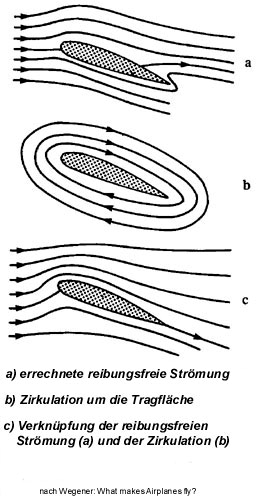 a
b
c
a) errechnete reibungsfreie Strömung
b) Zirkulation um die Tragfläche
c) Verknüpfung der reibungsfreien
Strömung (a) und der Zirkulation (b)
nach Wegener: What makes Airplanes fly?